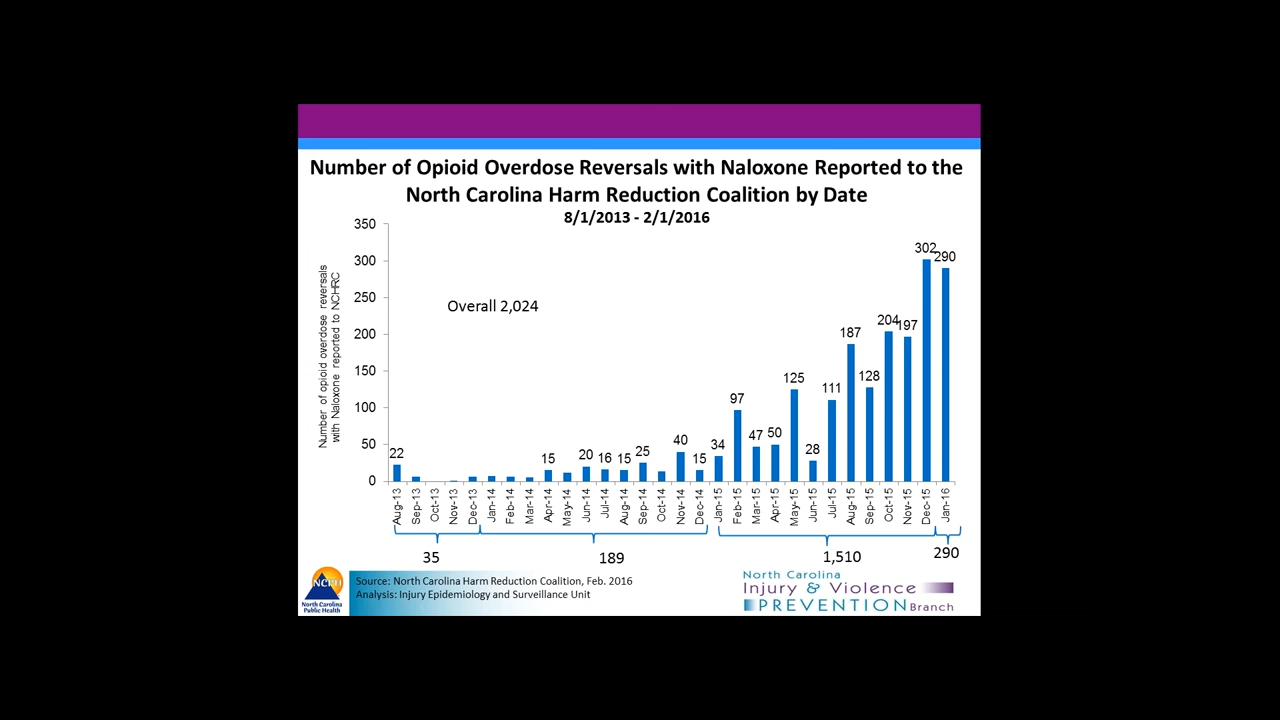 Number of Opioid Overdose Reversals with Naloxone Reported to the
North Carolina Harm Reduction Coalition by Date
8/1/2013 - 2/1/2016
Number of opioid overdose reversals
with Naloxone reported to NCHRC
350
300
250
200
150
100
50
0
Overall 2,024
22
15
20
16
15
25
40
15
34
97
47
50
125
28
111
187
128
204
197
302
290
Aug-13
Sep-13
Oct-13
Nov-13
Dec-13
Jan-14
Feb-14
Mar-14
Apr-14
May-14
Jun-14
Jul-14
Aug-14
Sep-14
Oct-14
Nov-14
Dec-14
Jan-15
Feb-15
Mar-15
Apr-15
May-15
Jun-15
Jul-15
Aug-15
Sep-15
Oct-15
Nov-15
Dec-15
Jan-16
35
189
1,510
290
NCPH
North Carolina
Public Health
Source: North Carolina Harm Reduction Coalition, Feb. 2016
Analysis: Injury Epidemiology and Surveillance Unit
North Carolina
Injury & Violence
PREVENTION Branch